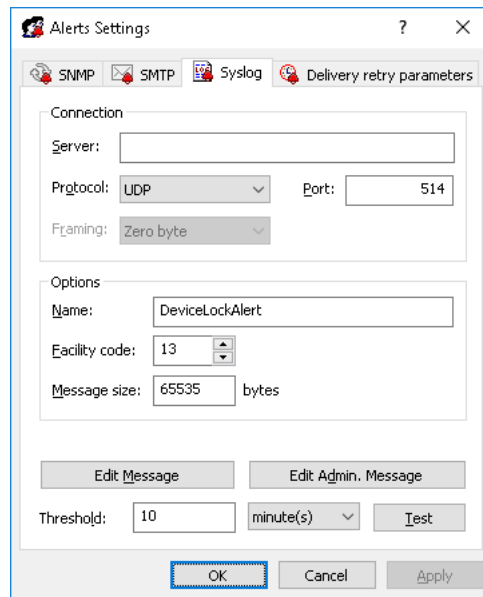 Alerts Settings ?
SNMP SMTP Syslog Delivery retry parameters
Connection
Server:
Protocol: UDP Port: 514
Framing: Zero byte
Options
Name: DeviceLockAlert
Facility code: 13
Message size: 65535 bytes
Edit Message Edit Admin. Message
Threshold: 10 minute(s) Test
OK Cancel Apply